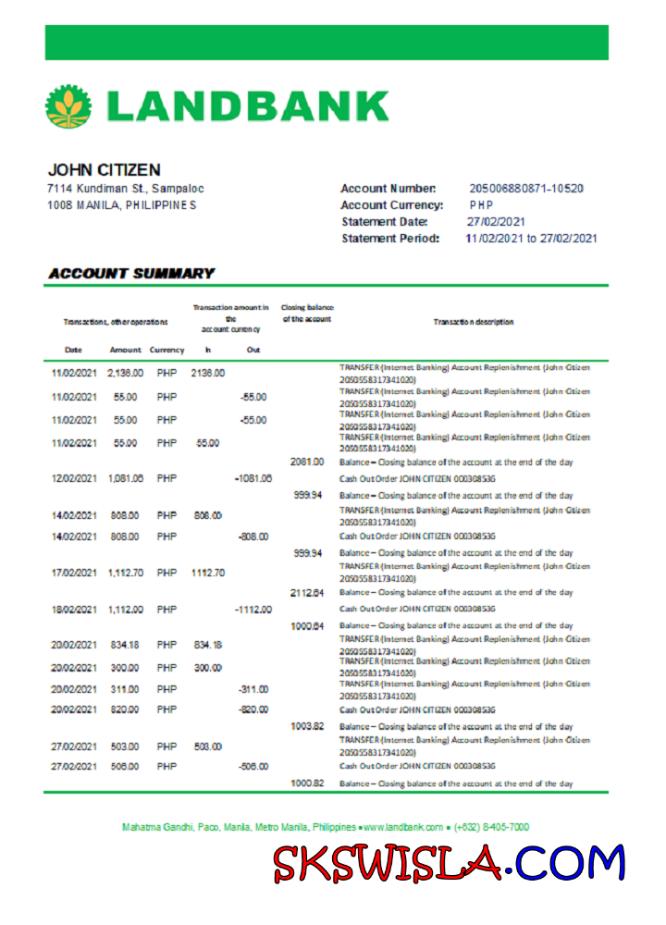 LANDBANK
JOHN CITIZEN
7114 Kundiman St., Sampaloc
1008 MANILA, PHILIPPINES
Account Number: 205006880871-10520
Account Currency: PHP
Statement Date: 27/02/2021
Statement Period: 11/02/2021 to 27/02/2021
ACCOUNT SUMMARY
Transactions, other operations
Transaction amount in
the
account currency
Closing balance
of the account
Transaction description
Date Amount Currency In Out
11/02/2021 2,136.00 PHP 2136.00 TRANSFER (Internet Banking) Account Replenishment (John Citizen
2050558317341020)
11/02/2021 55.00 PHP -55.00 TRANSFER (Internet Banking) Account Replenishment (John Citizen
2050558317341020)
11/02/2021 55.00 PHP -55.00 TRANSFER (Internet Banking) Account Replenishment (John Citizen
2050558317341020)
11/02/2021 55.00 PHP 55.00 TRANSFER (Internet Banking) Account Replenishment (John Citizen
2050558317341020)
2081.00 Balance – Closing balance of the account at the end of the day
12/02/2021 1,081.06 PHP -1081.06 Cash Out Order JOHN CITIZEN 000308536
999.94 Balance – Closing balance of the account at the end of the day
14/02/2021 808.00 PHP 808.00 TRANSFER (Internet Banking) Account Replenishment (John Citizen
2050558317341020)
14/02/2021 808.00 PHP -808.00 Cash Out Order JOHN CITIZEN 000308536
999.94 Balance – Closing balance of the account at the end of the day
17/02/2021 1,112.70 PHP 1112.70 TRANSFER (Internet Banking) Account Replenishment (John Citizen
2050558317341020)
2112.64 Balance – Closing balance of the account at the end of the day
18/02/2021 1,112.00 PHP -1112.00 Cash Out Order JOHN CITIZEN 000308536
1000.64 Balance – Closing balance of the account at the end of the day
20/02/2021 834.18 PHP 834.18 TRANSFER (Internet Banking) Account Replenishment (John Citizen
2050558317341020)
20/02/2021 300.00 PHP 300.00 TRANSFER (Internet Banking) Account Replenishment (John Citizen
2050558317341020)
20/02/2021 311.00 PHP -311.00 TRANSFER (Internet Banking) Account Replenishment (John Citizen
2050558317341020)
20/02/2021 820.00 PHP -820.00 Cash Out Order JOHN CITIZEN 000308536
1003.82 Balance – Closing balance of the account at the end of the day
27/02/2021 503.00 PHP 503.00 TRANSFER (Internet Banking) Account Replenishment (John Citizen
2050558317341020)
27/02/2021 506.00 PHP -506.00 Cash Out Order JOHN CITIZEN 000308536
1000.82 Balance – Closing balance of the account at the end of the day
Mahatma Gandhi, Paco, Manila, Metro Manila, Philippines ●www.landbank.com ● (+632) 8-405-7000
SKSWISLA.COM